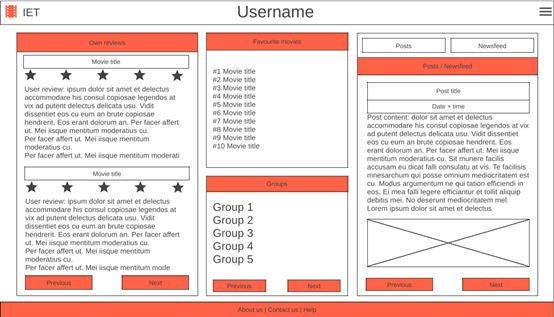 IET
Username
Own reviews
Movie title
User review: ipsum dolor sit amet et delectus
accommodare his consul copiosae legendos at
vix ad putent delectus delicata usu. Vidit
dissentiet eos cu eum an brute copiosae
hendrerit. Eos erant dolorum an. Per facer affert
ut. Mei iisque mentitum moderatius cu.
Per facer affert ut. Mei iisque mentitum
moderatius cu.
Per facer affert ut. Mei iisque mentitum moderati
Movie title
User review: ipsum dolor sit amet et delectus
accommodare his consul copiosae legendos at
vix ad putent delectus delicata usu. Vidit
dissentiet eos cu eum an brute copiosae
hendrerit. Eos erant dolorum an. Per facer affert
ut. Mei iisque mentitum moderatius cu.
Per facer affert ut. Mei iisque mentitum
moderatius cu.
Per facer affert ut. Mei iisque mentitum mode
Previous
Next
Favourite movies
#1 Movie title
#2 Movie title
#3 Movie title
#4 Movie title
#5 Movie title
#6 Movie title
#7 Movie title
#8 Movie title
#9 Movie title
#10 Movie title
Groups
Group 1
Group 2
Group 3
Group 4
Group 5
Previous
Next
Posts
Newsfeed
Posts / Newsfeed
Post title
Date + time
Post content: dolor sit amet et delectus
accommodare his consul copiosae legendos at vix
ad putent delectus delicata usu. Vidit dissentiet
eos cu eum an brute copiosae hendrerit. Eos
erant dolorum an. Per facer affert ut. Mei iisque
mentitum moderatius cu. Sit munere facilis
accusam eu dicat falli consulatu at vis. Te facilisis
mnesarchum qui posse omnium mediocritatem est
cu. Modus argumentum ne qui tation efficiendi in
eos. Ei mea falli legere efficiantur et tollit aliquip
debitis mei. No deserunt mediocritatem mel.
Lorem ipsum dolor sit amet et delectus
Previous
Next
About us | Contact us | Help